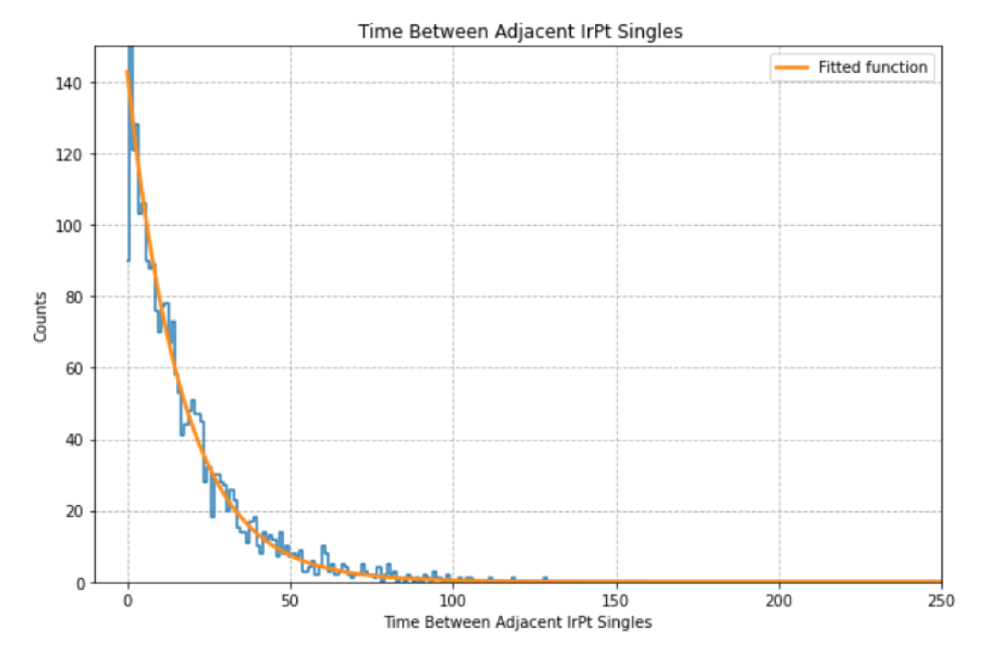 Time Between Adjacent IrPt Singles
Fitted function
140
120
100
80
60
40
20
0
Counts
0 50 100 150 200 250
Time Between Adjacent IrPt Singles